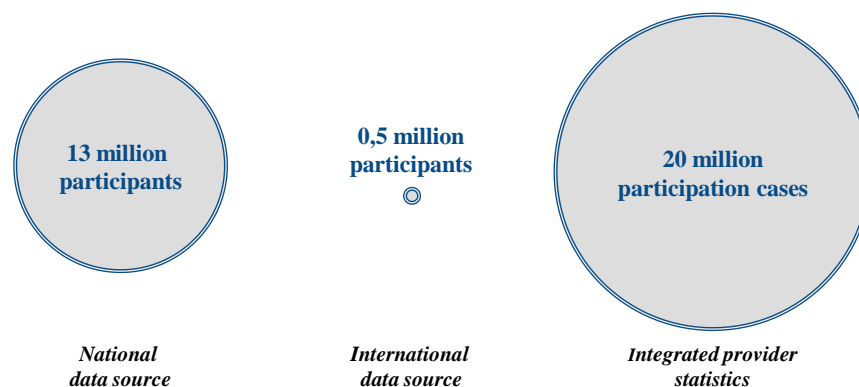 13 million
participants
0,5 million
participants
20 million
participation cases
National
data source
International
data source
Integrated provider
statistics